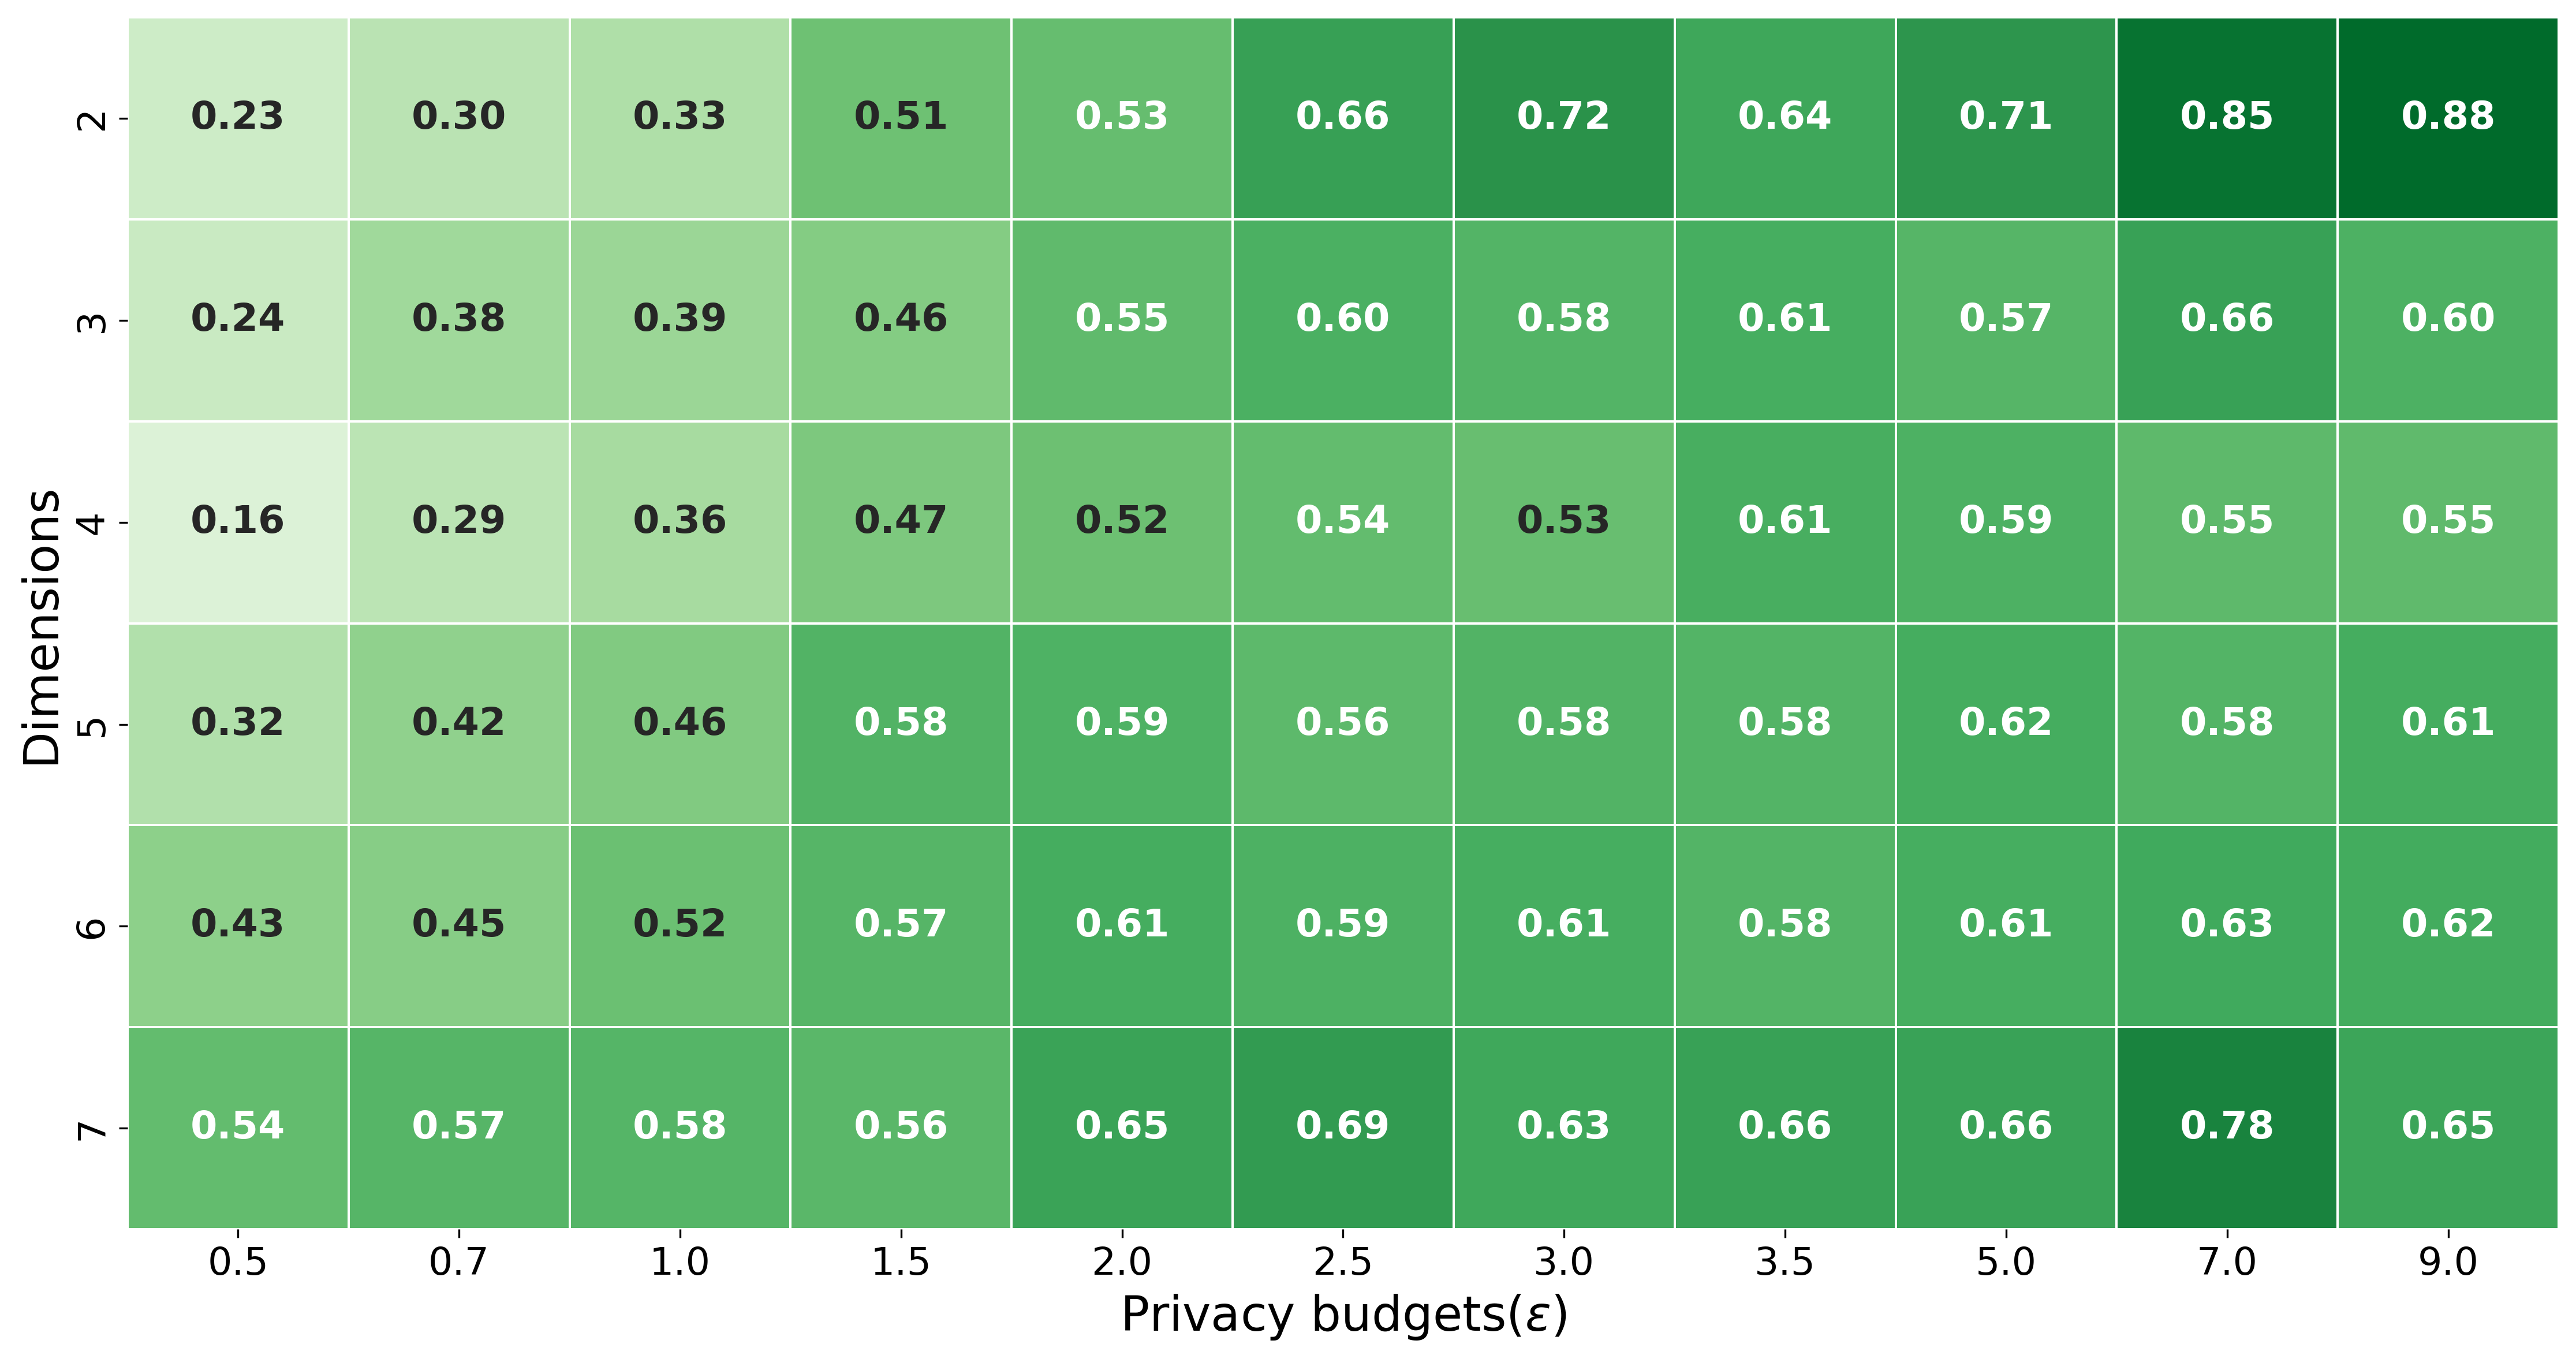 2 0.23 0.30 0.33 0.51 0.53 0.66 0.72 0.64 0.71 0.85 0.88
3 0.24 0.38 0.39 0.46 0.55 0.60 0.58 0.61 0.57 0.66 0.60
4 0.16 0.29 0.36 0.47 0.52 0.54 0.53 0.61 0.59 0.55 0.55
5 0.32 0.42 0.46 0.58 0.59 0.56 0.58 0.58 0.62 0.58 0.61
6 0.43 0.45 0.52 0.57 0.61 0.59 0.61 0.58 0.61 0.63 0.62
7 0.54 0.57 0.58 0.56 0.65 0.69 0.63 0.66 0.66 0.78 0.65
Dimensions
0.5 0.7 1.0 1.5 2.0 2.5 3.0 3.5 5.0 7.0 9.0
Privacy budgets(ε)